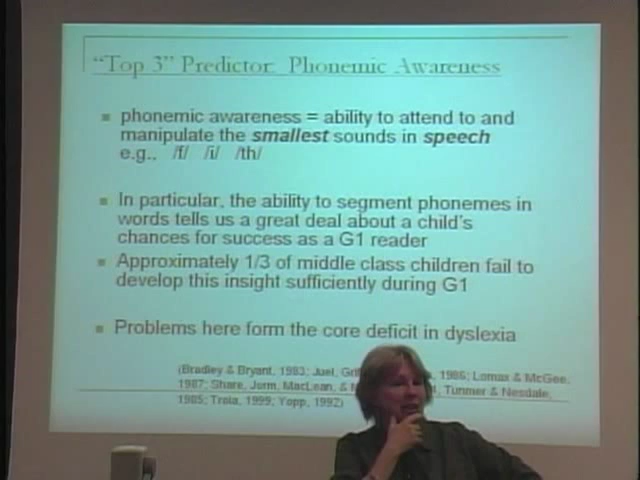 "Top 3" Predictor: Phonemic Awareness
phonemic awareness = ability to attend to and
manipulate the smallest sounds in speech
e.g., /f/ /i/ /th/
In particular, the ability to segment phonemes in
words tells us a great deal about a child's
chances for success as a G1 reader
Approximately 1/3 of middle class children fail to
develop this insight sufficiently during G1
Problems here form the core deficit in dyslexia
(Bradley & Bryant, 1983; Juel, 1986; Lomax & McGee,
1987; Share, Jorm, MacLean, & Tunmer & Nesdale,
1985; Troia, 1999; Yopp, 1992)